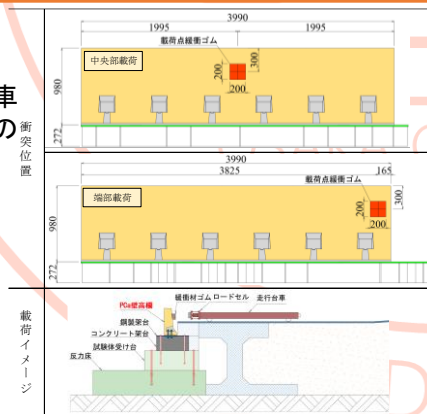 車
の
衝突位置
3990
1995
1995
載荷点緩衝ゴム
中央部載荷
300
200
200
980
272
3990
3825
165
載荷点緩衝ゴム
端部載荷
300
200
200
980
272
載荷イメージ
緩衝材ゴム ロードセル 走行台車
PCa壁高欄
鋼製架台
コンクリート架台
試験体受け台
反力床